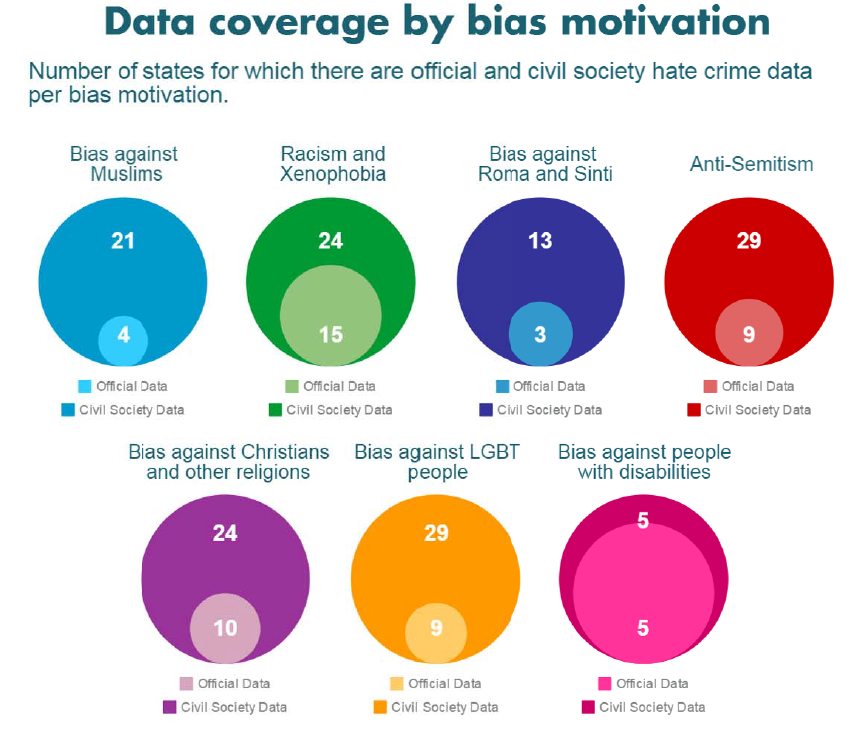 Data coverage by bias motivation
Number of states for which there are official and civil society hate crime data
per bias motivation.
Bias against
Muslims
21
4
Official Data
Civil Society Data
Racism and
Xenophobia
24
15
Official Data
Civil Society Data
Bias against
Roma and Sinti
13
3
Official Data
Civil Society Data
Anti-Semitism
29
9
Official Data
Civil Society Data
Bias against Christians
and other religions
24
10
Official Data
Civil Society Data
Bias against LGBT
people
29
9
Official Data
Civil Society Data
Bias against people
with disabilities
5
5
Official Data
Civil Society Data